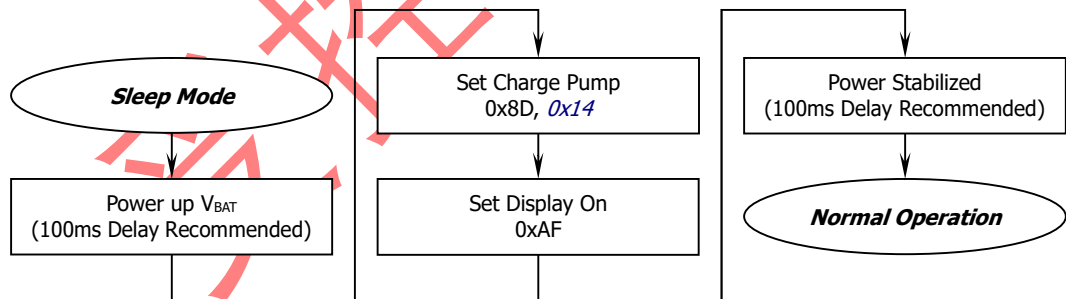 Sleep Mode
Power up VBAT
(100ms Delay Recommended)
Set Charge Pump
0x8D, 0x14
Set Display On
0xAF
Power Stabilized
(100ms Delay Recommended)
Normal Operation